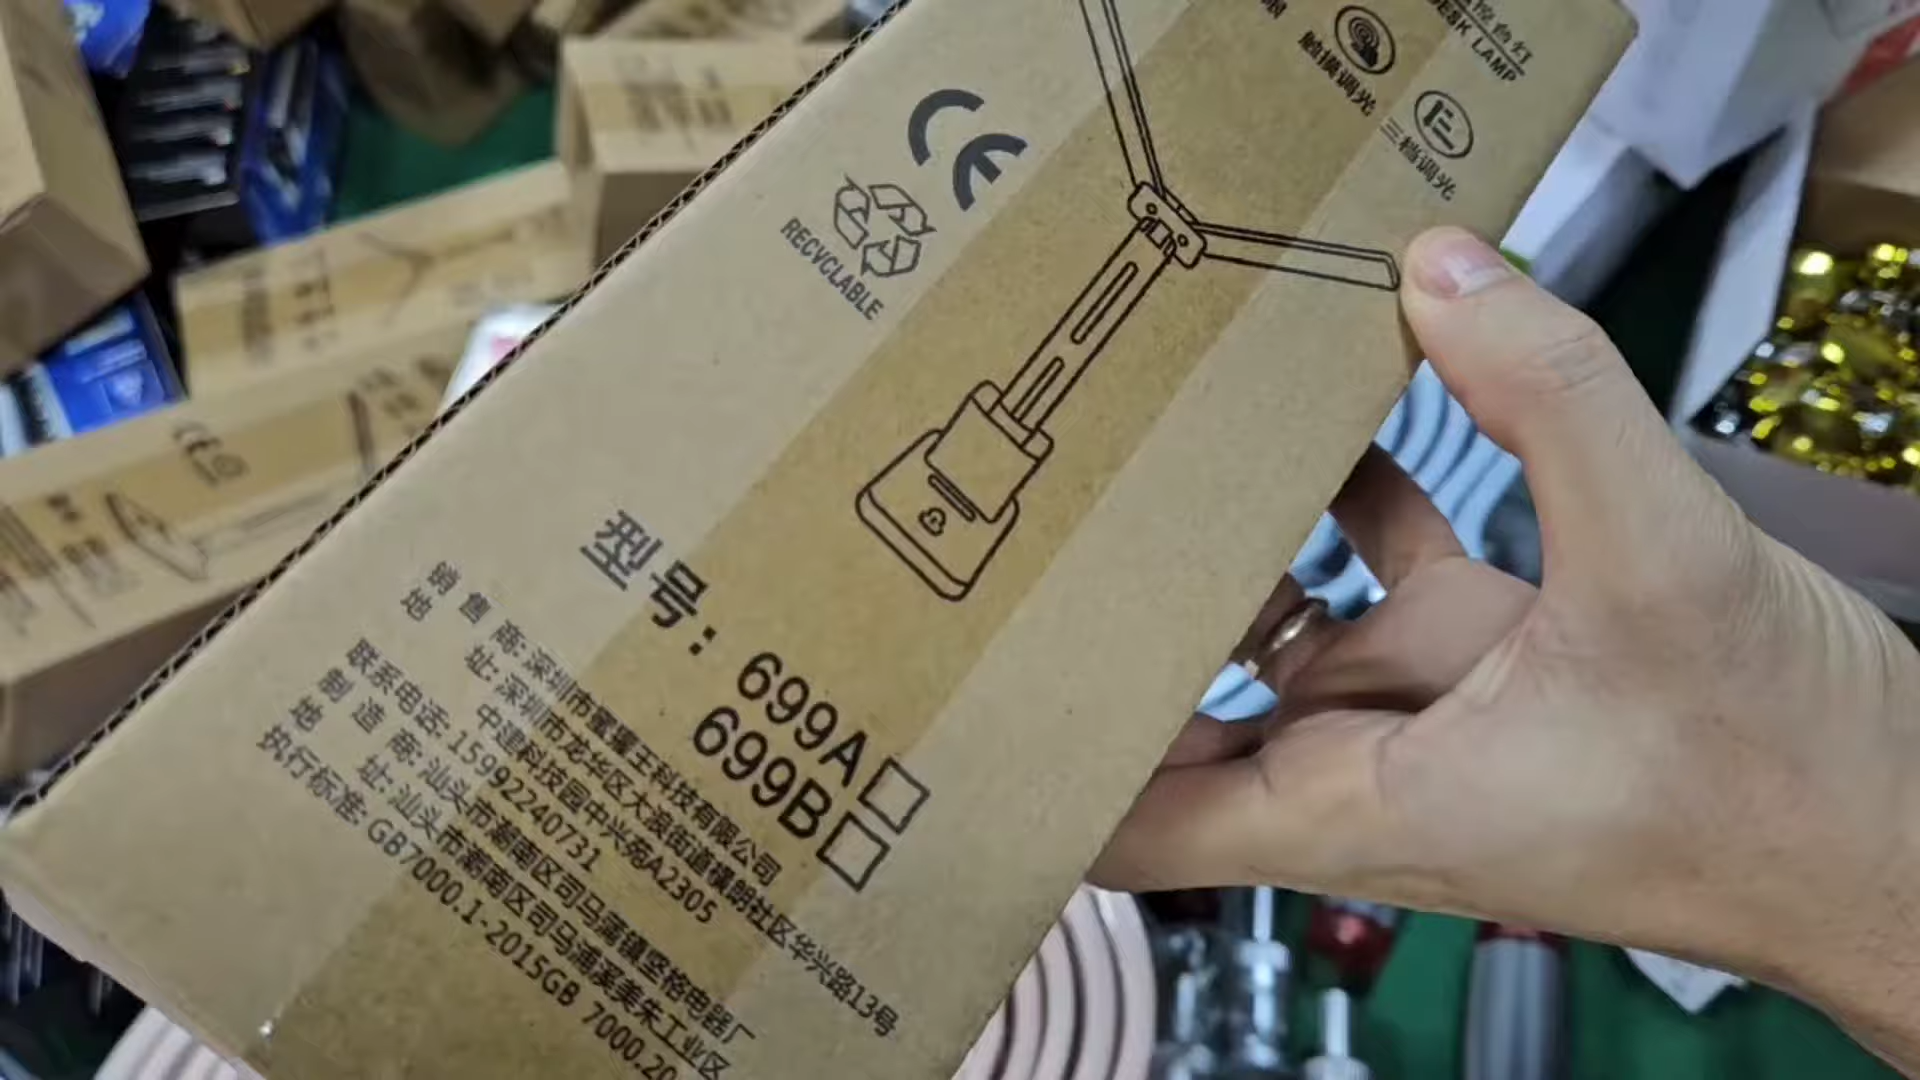 DESK LAMP
触摸调光
三档调光
CE
RECYCLABLE
型号: 699A
699B
销售商: 深圳市蜜蜜王科技有限公司
地址: 深圳市龙华区大浪街道横朗社区华兴路13号
中建科技园中兴苑A2305
联系电话: 15992240731
制造商: 汕头市潮南区司马浦镇坚格电器厂
地址: 汕头市潮南区司马浦溪美朱工业区
执行标准: GB7000.1-2015GB 7000.20